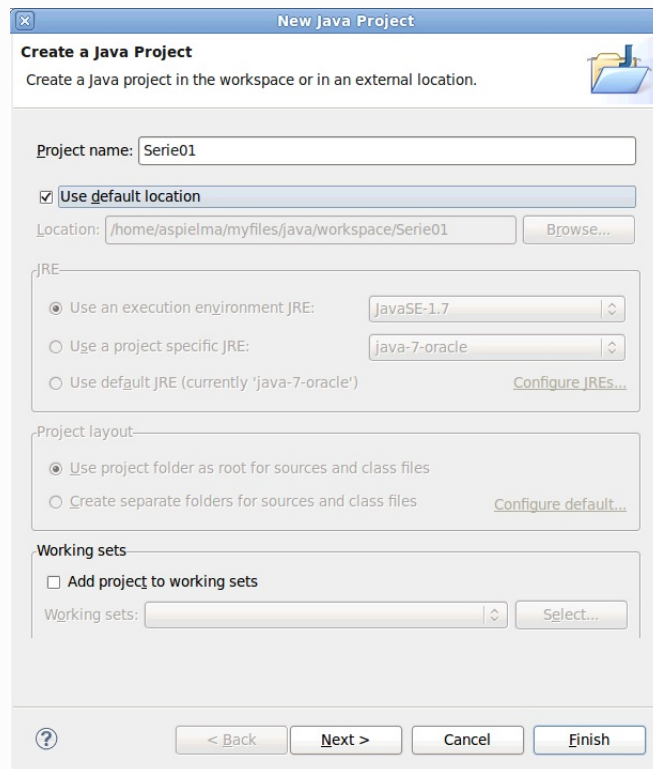 New Java Project
Create a Java Project
Create a Java project in the workspace or in an external location.
Project name: Serie01
Use default location
Location: /home/aspielma/myfiles/java/workspace/Serie01 Browse...
JRE
Use an execution environment JRE: JavaSE-1.7
Use a project specific JRE: java-7-oracle
Use default JRE (currently 'java-7-oracle') Configure JREs...
Project layout
Use project folder as root for sources and class files
Create separate folders for sources and class files Configure default...
Working sets
Add project to working sets
Working sets: Select...
? < Back Next > Cancel Finish